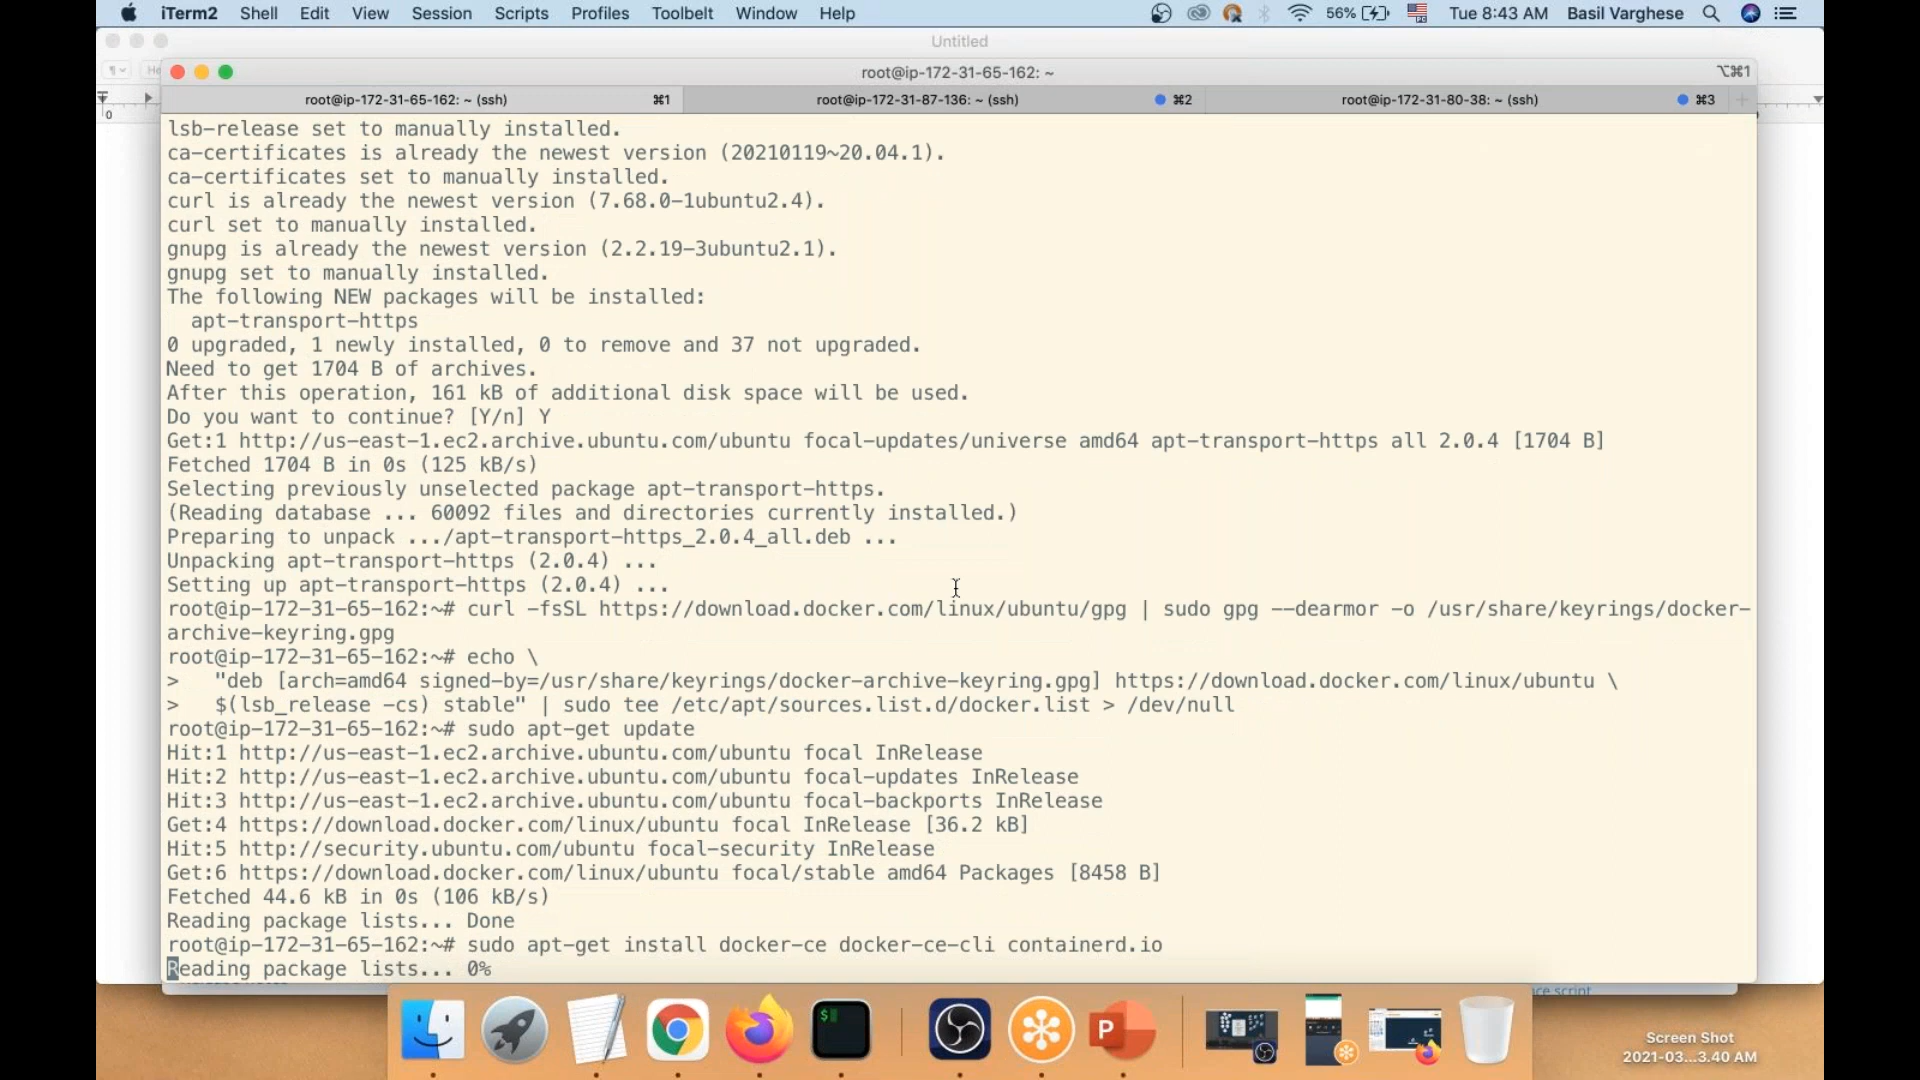 iTerm2 Shell Edit View Session Scripts Profiles Toolbelt Window Help 56% Tue 8:43 AM Basil Varghese
Untitled
root@ip-172-31-65-162: ~ ⌥⌘1
root@ip-172-31-65-162: ~ (ssh) ⌘1 root@ip-172-31-87-136: ~ (ssh) ⌘2 root@ip-172-31-80-38: ~ (ssh) ⌘3
0
lsb-release set to manually installed.
ca-certificates is already the newest version (20210119~20.04.1).
ca-certificates set to manually installed.
curl is already the newest version (7.68.0-1ubuntu2.4).
curl set to manually installed.
gnupg is already the newest version (2.2.19-3ubuntu2.1).
gnupg set to manually installed.
The following NEW packages will be installed:
  apt-transport-https
0 upgraded, 1 newly installed, 0 to remove and 37 not upgraded.
Need to get 1704 B of archives.
After this operation, 161 kB of additional disk space will be used.
Do you want to continue? [Y/n] Y
Get:1 http://us-east-1.ec2.archive.ubuntu.com/ubuntu focal-updates/universe amd64 apt-transport-https all 2.0.4 [1704 B]
Fetched 1704 B in 0s (125 kB/s)
Selecting previously unselected package apt-transport-https.
(Reading database ... 60092 files and directories currently installed.)
Preparing to unpack .../apt-transport-https_2.0.4_all.deb ...
Unpacking apt-transport-https (2.0.4) ...
Setting up apt-transport-https (2.0.4) ...
root@ip-172-31-65-162:~# curl -fsSL https://download.docker.com/linux/ubuntu/gpg | sudo gpg --dearmor -o /usr/share/keyrings/docker-
archive-keyring.gpg
root@ip-172-31-65-162:~# echo \
>   "deb [arch=amd64 signed-by=/usr/share/keyrings/docker-archive-keyring.gpg] https://download.docker.com/linux/ubuntu \
>   $(lsb_release -cs) stable" | sudo tee /etc/apt/sources.list.d/docker.list > /dev/null
root@ip-172-31-65-162:~# sudo apt-get update
Hit:1 http://us-east-1.ec2.archive.ubuntu.com/ubuntu focal InRelease
Hit:2 http://us-east-1.ec2.archive.ubuntu.com/ubuntu focal-updates InRelease
Hit:3 http://us-east-1.ec2.archive.ubuntu.com/ubuntu focal-backports InRelease
Get:4 https://download.docker.com/linux/ubuntu focal InRelease [36.2 kB]
Hit:5 http://security.ubuntu.com/ubuntu focal-security InRelease
Get:6 https://download.docker.com/linux/ubuntu focal/stable amd64 Packages [8458 B]
Fetched 44.6 kB in 0s (106 kB/s)
Reading package lists... Done
root@ip-172-31-65-162:~# sudo apt-get install docker-ce docker-ce-cli containerd.io
Reading package lists... 0%
Screen Shot
2021-03...3.40 AM